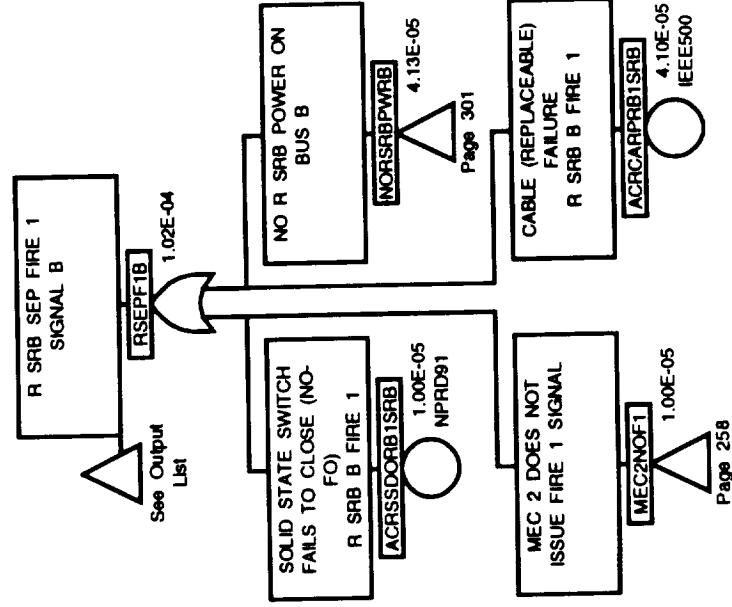 R SRB SEP FIRE 1
SIGNAL B
RSEPF1B
1.02E-04
See Output
List
SOLID STATE SWITCH
FAILS TO CLOSE (NO-
FO)
R SRB B FIRE 1
ACRSSDORB1SRB
1.00E-05
NPRD91
NO R SRB POWER ON
BUS B
NORSRBPWRB
4.13E-05
Page 301
MEC 2 DOES NOT
ISSUE FIRE 1 SIGNAL
MEC2NOF1
1.00E-05
Page 258
CABLE (REPLACEABLE)
FAILURE
R SRB B FIRE 1
ACRCARPRB1SRB
4.10E-05
IEEE500